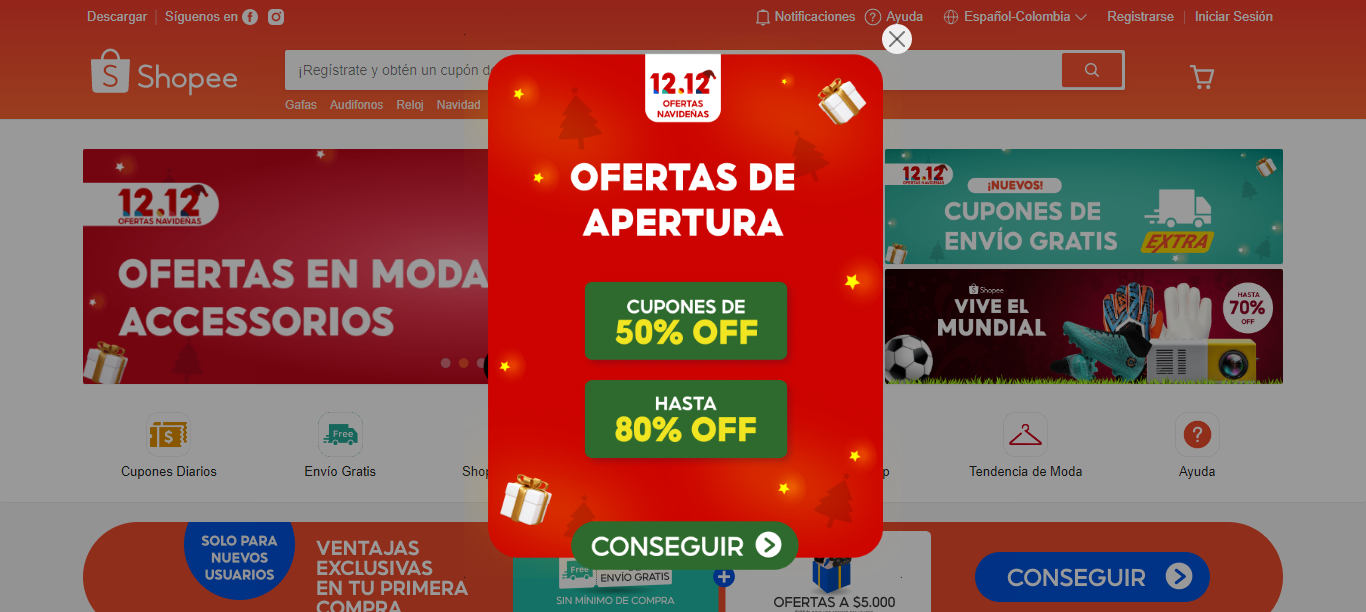 Descargar
Síguenos en
Notificaciones
Ayuda
Español-Colombia
Registrarse
Iniciar Sesión
Shopee
¡Regístrate y obtén un cupón d
Gafas
Audífonos
Reloj
Navidad
12.12
OFERTAS
NAVIDEÑAS
OFERTAS DE
APERTURA
CUPONES DE
50% OFF
HASTA
80% OFF
CONSEGUIR
12.12
OFERTAS NAVIDEÑAS
OFERTAS EN MODA
ACCESSORIOS
12.12
¡NUEVOS!
CUPONES DE
ENVÍO GRATIS
EXTRA
Shopee
VIVE EL
MUNDIAL
HASTA
70%
OFF
Cupones Diarios
Free
Envío Gratis
Shop
p
Tendencia de Moda
Ayuda
SOLO PARA
NUEVOS
USUARIOS
VENTAJAS
EXCLUSIVAS
EN TU PRIMERA
COMPRA
Free
ENVÍO GRATIS
SIN MÍNIMO DE COMPRA
OFERTAS A $5.000
CONSEGUIR